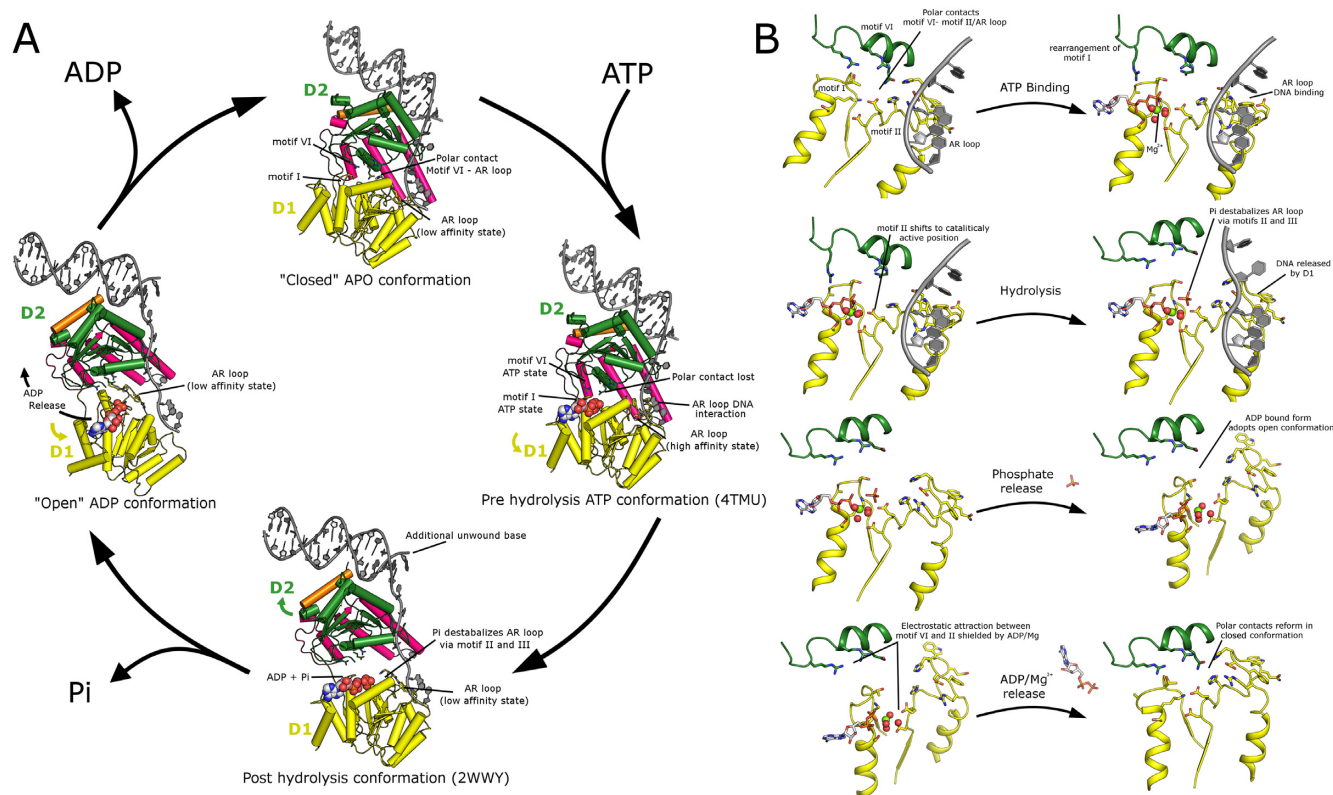 A
ADP
ATP
D2
motif VI
motif I
D1
Polar contact
Motif VI - AR loop
AR loop
(low affinity state)
"Closed" APO conformation
D2
motif VI
ATP state
motif I
ATP state
D1
Polar contact lost
AR loop DNA
interaction
AR loop
(high affinity state)
Pre hydrolysis ATP conformation (4TMU)
D2
ADP
Release
D1
AR loop
(low affinity state)
"Open" ADP conformation
Additional unwound base
D2
Pi destabalizes AR loop
via motif II and III
ADP + Pi
D1
AR loop
(low affinity state)
Pi
Post hydrolysis conformation (2WWY)
B
motif VI
Polar contacts
motif VI- motif II/AR loop
motif I
motif II
AR loop
ATP Binding
rearrangement of
motif I
AR loop
DNA binding
Mg²⁺
motif II shifts to cataliticaly
active position
Hydrolysis
Pi destabalizes AR loop
via motifs II and III
DNA released
by D1
Phosphate
release
ADP bound form
adopts open conformation
Electrostatic attraction between
motif VI and II shielded by ADP/Mg
ADP/Mg²⁺
release
Polar contacts reform in
closed conformation